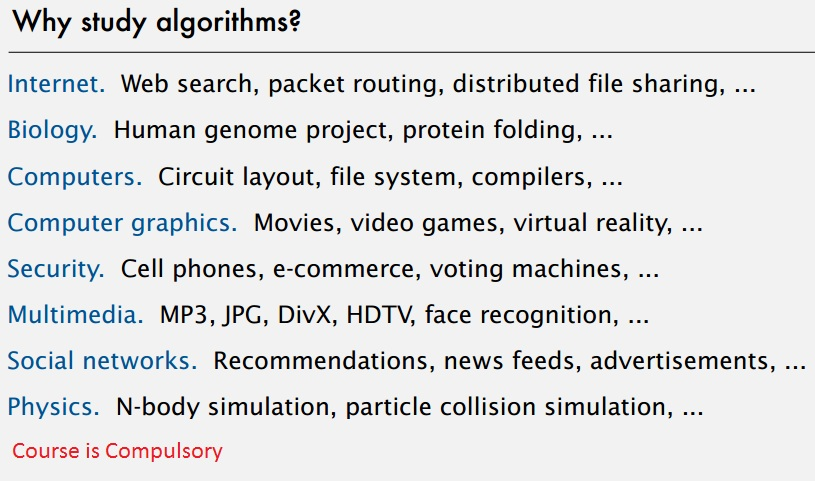 Why study algorithms?
Internet. Web search, packet routing, distributed file sharing, ...
Biology. Human genome project, protein folding, ...
Computers. Circuit layout, file system, compilers, ...
Computer graphics. Movies, video games, virtual reality, ...
Security. Cell phones, e-commerce, voting machines, ...
Multimedia. MP3, JPG, DivX, HDTV, face recognition, ...
Social networks. Recommendations, news feeds, advertisements, ...
Physics. N-body simulation, particle collision simulation, ...
Course is Compulsory